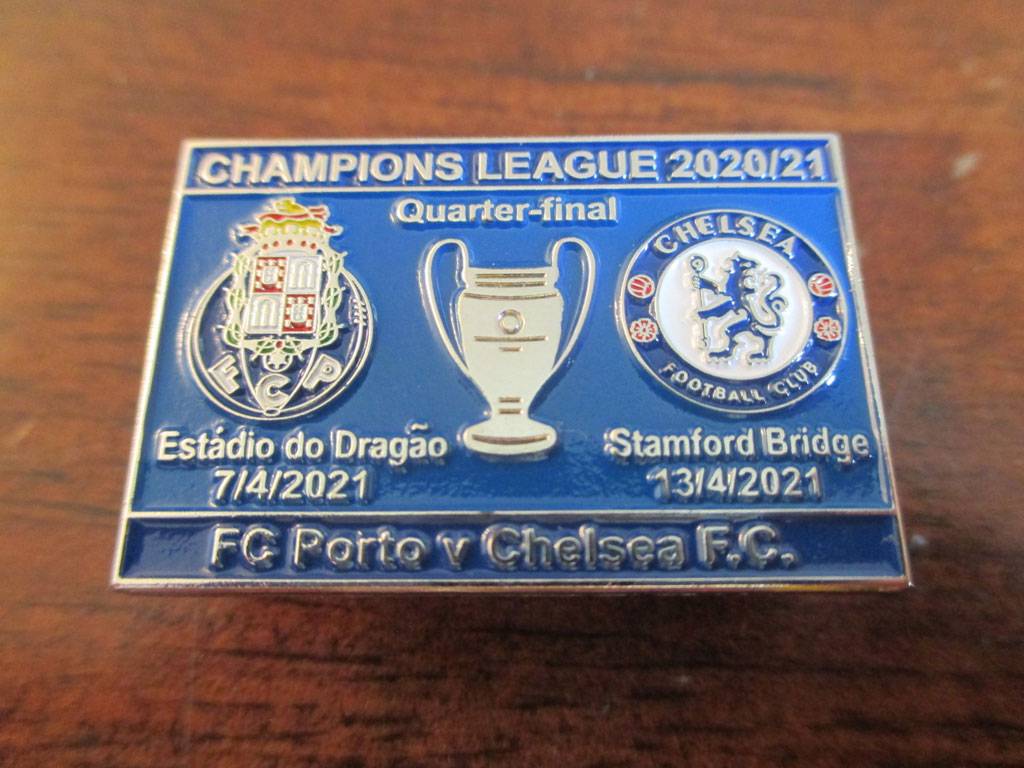 CHAMPIONS LEAGUE 2020/21
Quarter-final
FCP
CHELSEA
FOOTBALL CLUB
Estádio do Dragão
7/4/2021
Stamford Bridge
13/4/2021
FC Porto v Chelsea F.C.